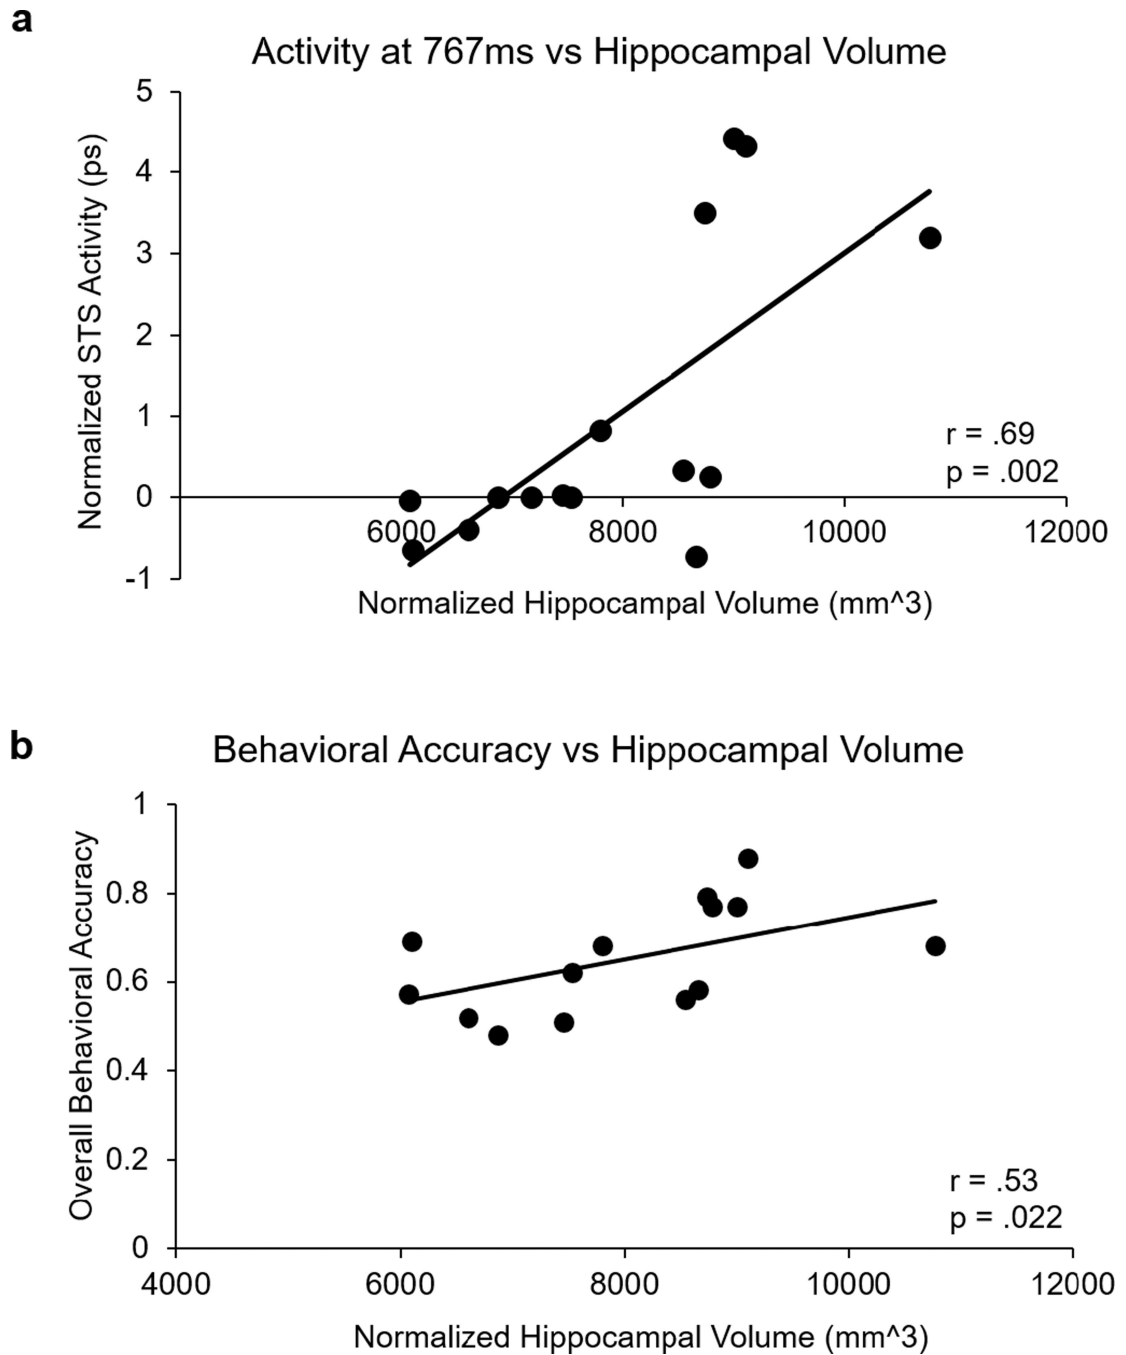 a
Activity at 767ms vs Hippocampal Volume
5
4
3
2
1
0
-1
Normalized STS Activity (ps)
r = .69
p = .002
6000 8000 10000 12000
Normalized Hippocampal Volume (mm^3)
b
Behavioral Accuracy vs Hippocampal Volume
1
0.8
0.6
0.4
0.2
0
Overall Behavioral Accuracy
r = .53
p = .022
4000 6000 8000 10000 12000
Normalized Hippocampal Volume (mm^3)